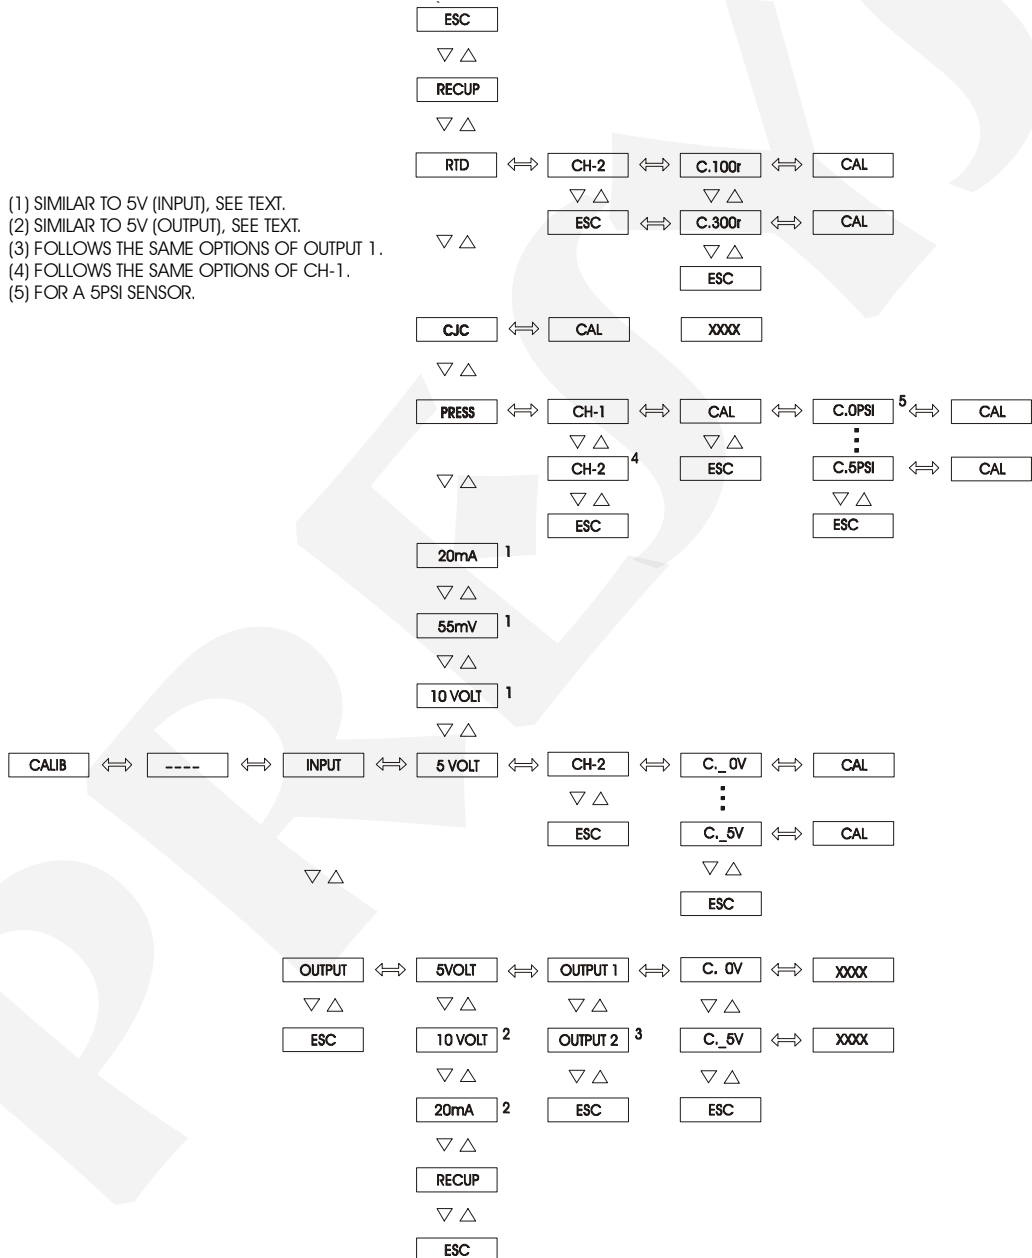 ESC
RECUP
RTD CH-2 C.100r CAL
ESC C.300r CAL
ESC
(1) SIMILAR TO 5V (INPUT), SEE TEXT.
(2) SIMILAR TO 5V (OUTPUT), SEE TEXT.
(3) FOLLOWS THE SAME OPTIONS OF OUTPUT 1.
(4) FOLLOWS THE SAME OPTIONS OF CH-1.
(5) FOR A 5PSI SENSOR.
CJC CAL XXXX
PRESS CH-1 CAL C.0PSI 5 CAL
CH-2 4 ESC C.5PSI CAL
ESC ESC
20mA 1
55mV 1
10 VOLT 1
CALIB ---- INPUT 5 VOLT CH-2 C._ 0V CAL
ESC C._5V CAL
ESC
OUTPUT 5VOLT OUTPUT 1 C. 0V XXXX
ESC 10 VOLT 2 OUTPUT 2 3 C._5V XXXX
20mA 2 ESC ESC
RECUP
ESC
PRESYS